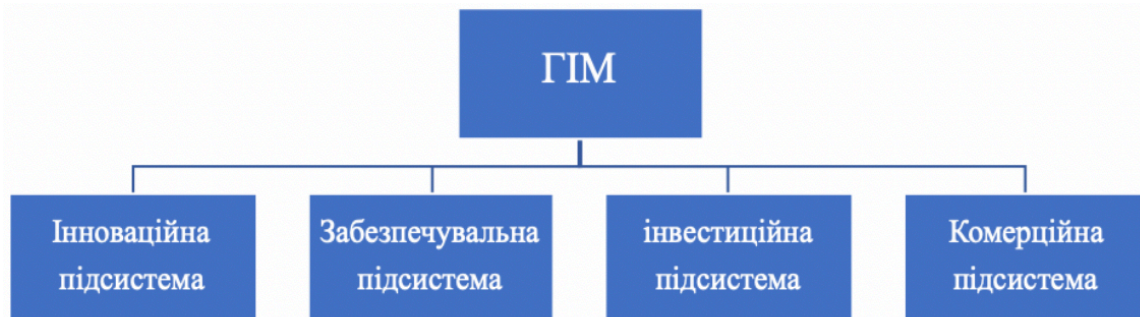 ГІМ
Інноваційна
підсистема
Забезпечувальна
підсистема
інвестиційна
підсистема
Комерційна
підсистема